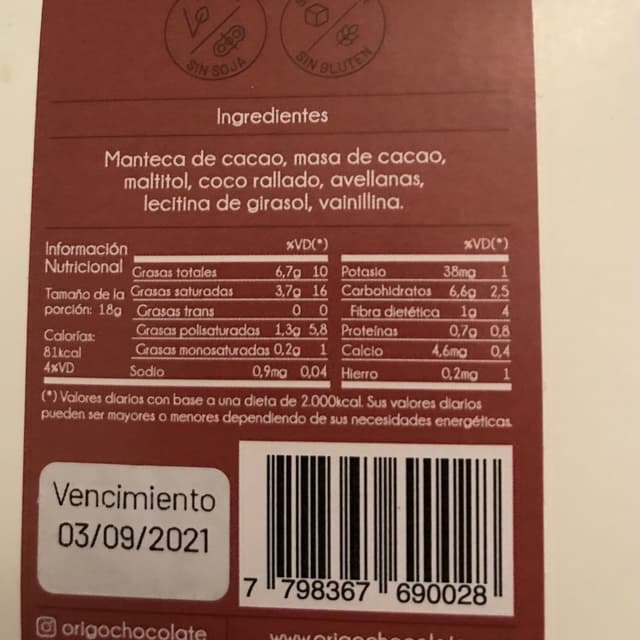 SIN SOJA
SIN GLUTEN
Ingredientes
Manteca de cacao, masa de cacao,
maltitol, coco rallado, avellanas,
lecitina de girasol, vainillina.
Información
Nutricional
Tamaño de la
porción: 18g
Calorías:
81kcal
4%VD
%VD(*)
Grasas totales 6,7g 10
Grasas saturadas 3,7g 16
Grasas trans 0 0
Grasas polisaturadas 1,3g 5,8
Grasas monosaturadas 0,2g 1
Sodio 0,9mg 0,04
%VD(*)
Potasio 38mg 1
Carbohidratos 6,6g 2,5
Fibra dietética 1g 4
Proteínas 0,7g 0,8
Calcio 4,6mg 0,4
Hierro 0,2mg 1
(*) Valores diarios con base a una dieta de 2.000kcal. Sus valores diarios
pueden ser mayores o menores dependiendo de sus necesidades energéticas.
Vencimiento
03/09/2021
7 798367 690028
origochocolate